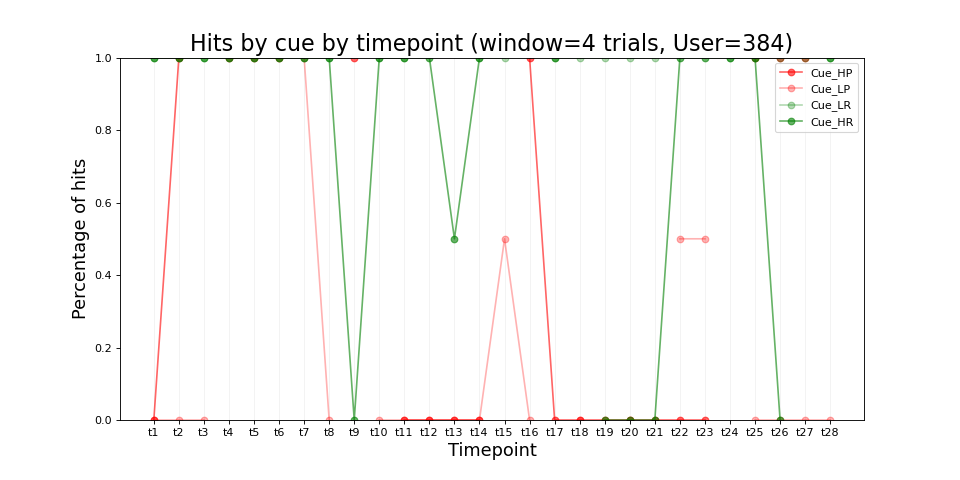 Hits by cue by timepoint (window=4 trials, User=384)
Percentage of hits
1.0
0.8
0.6
0.4
0.2
0.0
Cue_HP
Cue_LP
Cue_LR
Cue_HR
t1 t2 t3 t4 t5 t6 t7 t8 t9 t10 t11 t12 t13 t14 t15 t16 t17 t18 t19 t20 t21 t22 t23 t24 t25 t26 t27 t28
Timepoint